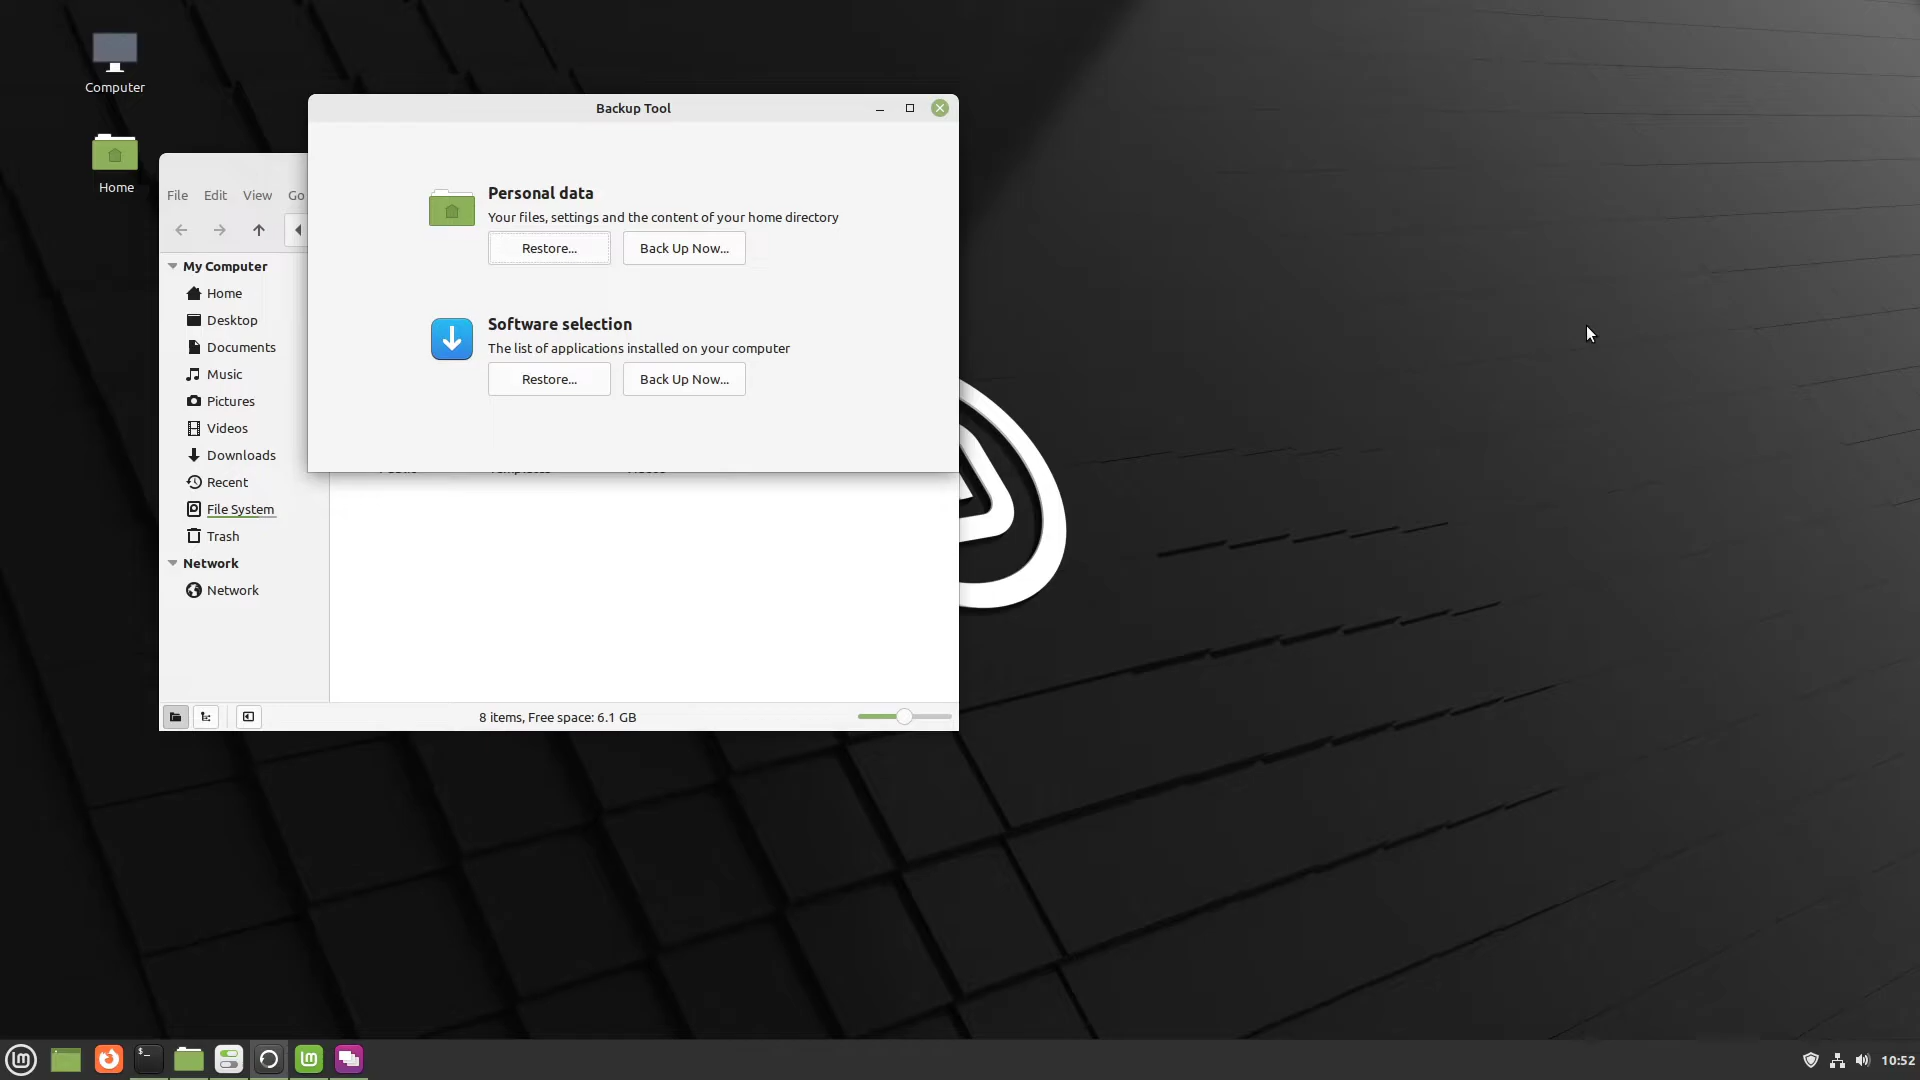 Computer
Home
Backup Tool
Personal data
Your files, settings and the content of your home directory
Restore...
Back Up Now...
Software selection
The list of applications installed on your computer
Restore...
Back Up Now...
File
Edit
View
Go
My Computer
Home
Desktop
Documents
Music
Pictures
Videos
Downloads
Recent
File System
Trash
Network
Network
8 items, Free space: 6.1 GB
$_
lm
lm
10:52